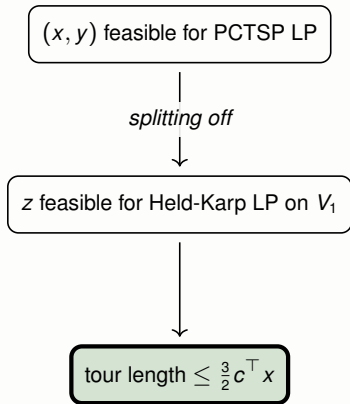 (x, y) feasible for PCTSP LP
splitting off
z feasible for Held-Karp LP on V₁
tour length ≤ 3/2 c⊤ x